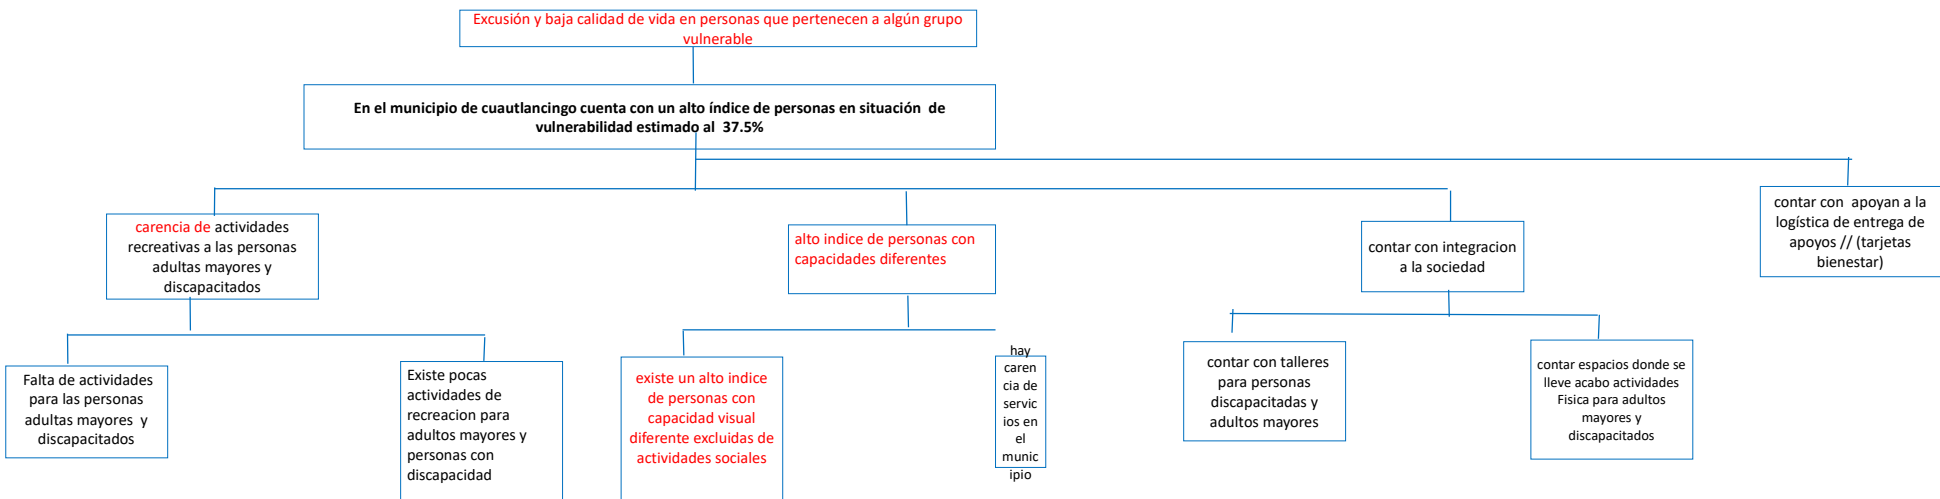 Excusión y baja calidad de vida en personas que pertenecen a algún grupo
vulnerable
En el municipio de cuautlancingo cuenta con un alto índice de personas en situación de
vulnerabilidad estimado al 37.5%
carencia de actividades
recreativas a las personas
adultas mayores y
discapacitados
alto indice de personas con
capacidades diferentes
contar con integracion
a la sociedad
contar con apoyan a la
logística de entrega de
apoyos // (tarjetas
bienestar)
Falta de actividades
para las personas
adultas mayores y
discapacitados
Existe pocas
actividades de
recreacion para
adultos mayores y
personas con
discapacidad
existe un alto indice
de personas con
capacidad visual
diferente excluidas de
actividades sociales
hay
caren
cia de
servic
ios en
el
munic
ipio
contar con talleres
para personas
discapacitadas y
adultos mayores
contar espacios donde se
lleve acabo actividades
Fisica para adultos
mayores y
discapacitados